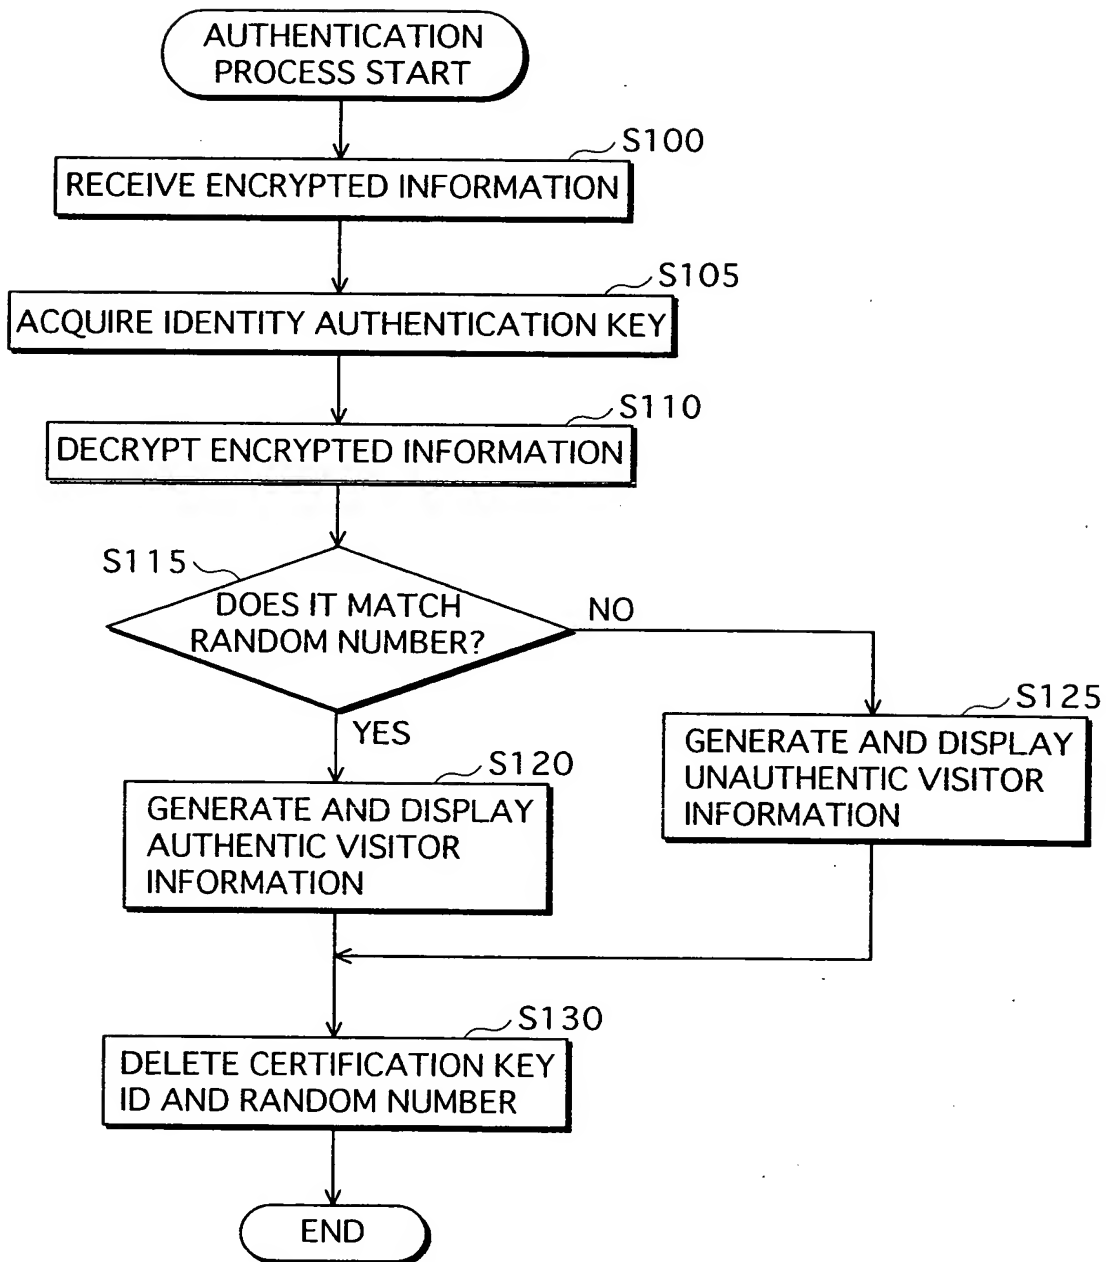 AUTHENTICATION
PROCESS START
S100
RECEIVE ENCRYPTED INFORMATION
S105
ACQUIRE IDENTITY AUTHENTICATION KEY
S110
DECRYPT ENCRYPTED INFORMATION
S115
DOES IT MATCH
RANDOM NUMBER?
NO
YES
S120
GENERATE AND DISPLAY
AUTHENTIC VISITOR
INFORMATION
S125
GENERATE AND DISPLAY
UNAUTHENTIC VISITOR
INFORMATION
S130
DELETE CERTIFICATION KEY
ID AND RANDOM NUMBER
END